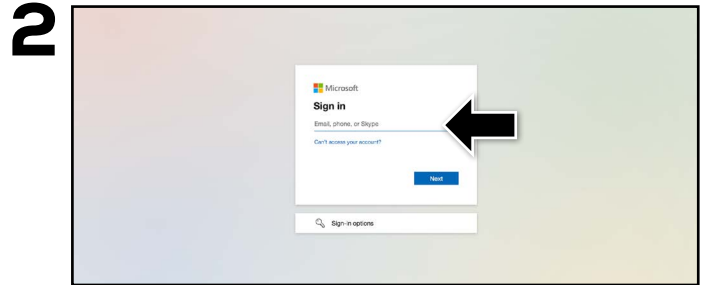 2
Microsoft
Sign in
Email, phone, or Skype
Can't access your account?
Next
Sign-in options